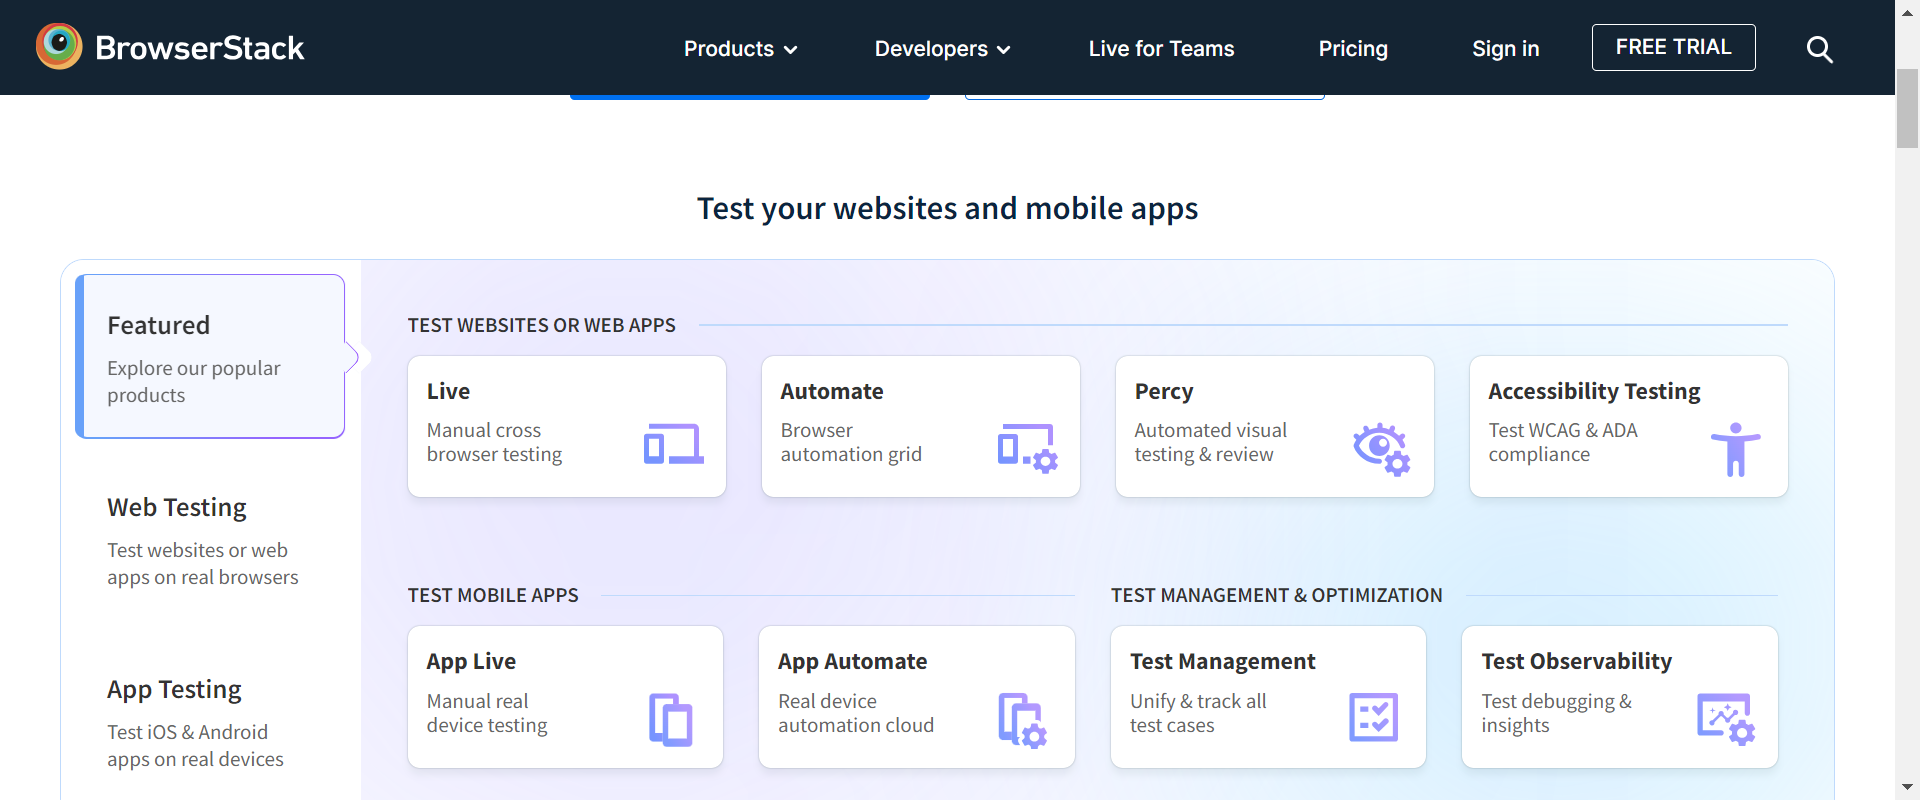 BrowserStack
Products
Developers
Live for Teams
Pricing
Sign in
FREE TRIAL
Test your websites and mobile apps
Featured
Explore our popular
products
Web Testing
Test websites or web
apps on real browsers
App Testing
Test iOS & Android
apps on real devices
TEST WEBSITES OR WEB APPS
Live
Manual cross
browser testing
Automate
Browser
automation grid
Percy
Automated visual
testing & review
Accessibility Testing
Test WCAG & ADA
compliance
TEST MOBILE APPS
App Live
Manual real
device testing
App Automate
Real device
automation cloud
TEST MANAGEMENT & OPTIMIZATION
Test Management
Unify & track all
test cases
Test Observability
Test debugging &
insights